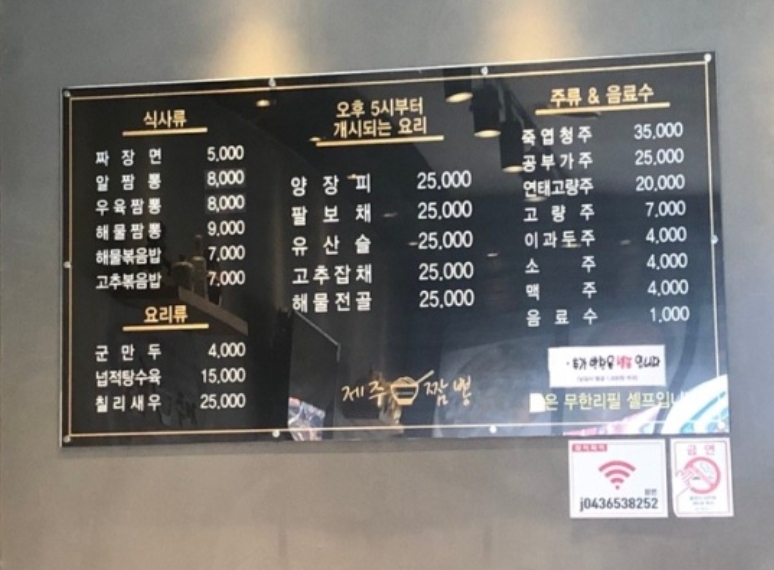 식사류
짜장면 5,000
알짬뽕 8,000
우육짬뽕 8,000
해물짬뽕 9,000
해물볶음밥 7,000
고추볶음밥 7,000
요리류
군만두 4,000
넙적탕수육 15,000
칠리새우 25,000
오후 5시부터
개시되는 요리
양장피 25,000
팔보채 25,000
유산슬 25,000
고추잡채 25,000
해물전골 25,000
제주 짬뽕
주류 & 음료수
죽엽청주 35,000
공부가주 25,000
연태고량주 20,000
고량주 7,000
이과두주 4,000
소주 4,000
맥주 4,000
음료수 1,000
은 무한리필 셀프입니
j0436538252
금연